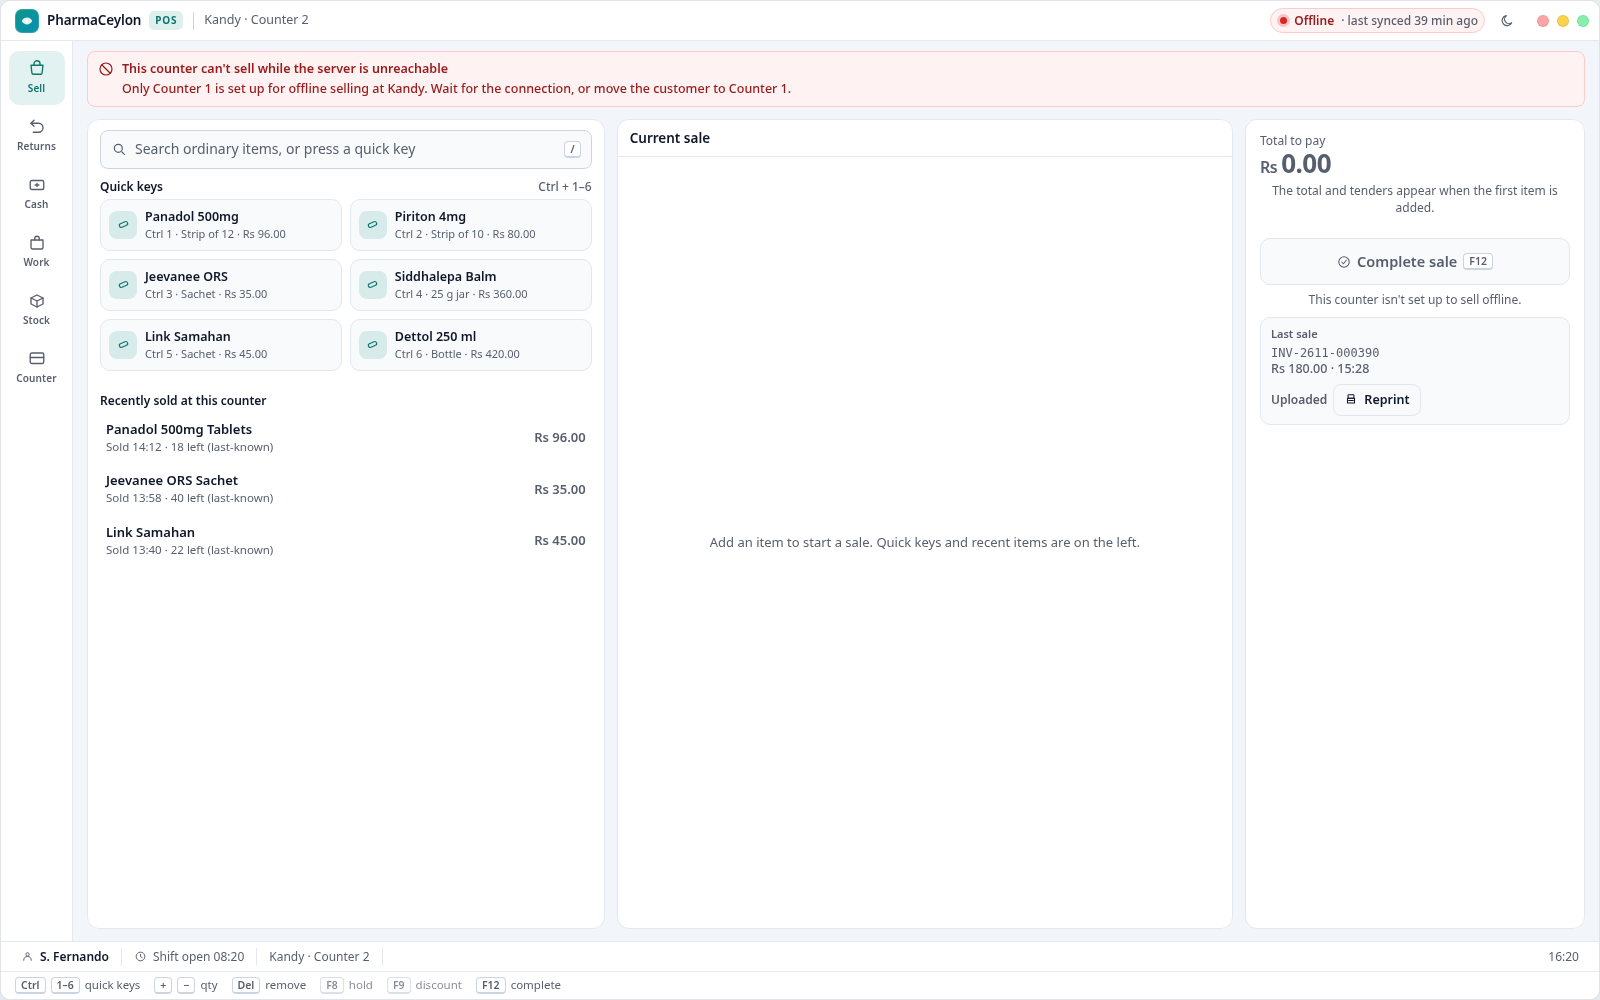 PharmaCeylon POS Kandy · Counter 2
Offline · last synced 39 min ago
Sell
Returns
Cash
Work
Stock
Counter
This counter can't sell while the server is unreachable
Only Counter 1 is set up for offline selling at Kandy. Wait for the connection, or move the customer to Counter 1.
Search ordinary items, or press a quick key /
Quick keys Ctrl + 1–6
Panadol 500mg
Ctrl 1 · Strip of 12 · Rs 96.00
Piriton 4mg
Ctrl 2 · Strip of 10 · Rs 80.00
Jeevanee ORS
Ctrl 3 · Sachet · Rs 35.00
Siddhalepa Balm
Ctrl 4 · 25 g jar · Rs 360.00
Link Samahan
Ctrl 5 · Sachet · Rs 45.00
Dettol 250 ml
Ctrl 6 · Bottle · Rs 420.00
Recently sold at this counter
Panadol 500mg Tablets
Sold 14:12 · 18 left (last-known)
Rs 96.00
Jeevanee ORS Sachet
Sold 13:58 · 40 left (last-known)
Rs 35.00
Link Samahan
Sold 13:40 · 22 left (last-known)
Rs 45.00
Current sale
Add an item to start a sale. Quick keys and recent items are on the left.
Total to pay
Rs 0.00
The total and tenders appear when the first item is
added.
Complete sale F12
This counter isn't set up to sell offline.
Last sale
INV-2611-000390
Rs 180.00 · 15:28
Uploaded Reprint
S. Fernando Shift open 08:20 Kandy · Counter 2 16:20
Ctrl 1–6 quick keys + − qty Del remove F8 hold F9 discount F12 complete